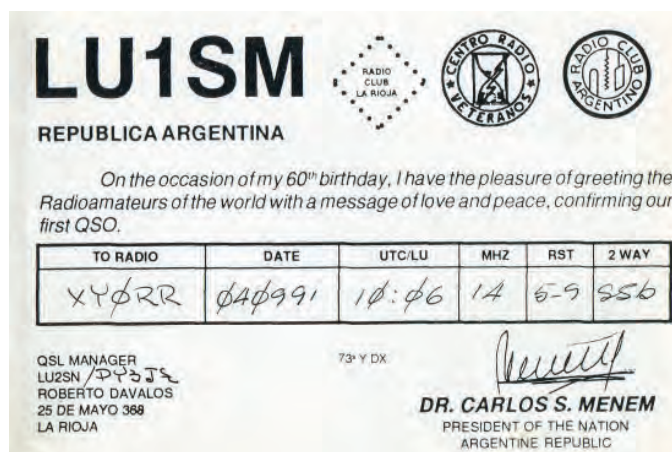 LU1SM
RADIO
CLUB
LA RIOJA
CENTRO RADIO
VETERANOS
RADIO CLUB
ARGENTINO
REPUBLICA ARGENTINA
On the occasion of my 60th birthday, I have the pleasure of greeting the
Radioamateurs of the world with a message of love and peace, confirming our
first QSO.
TO RADIO DATE UTC/LU MHZ RST 2 WAY
XYØRR Ø4Ø991 1Ø:Ø6 14 5-9 SSB
QSL MANAGER
LU2SN
ROBERTO DAVALOS
25 DE MAYO 368
LA RIOJA
73s Y DX
DR. CARLOS S. MENEM
PRESIDENT OF THE NATION
ARGENTINE REPUBLIC